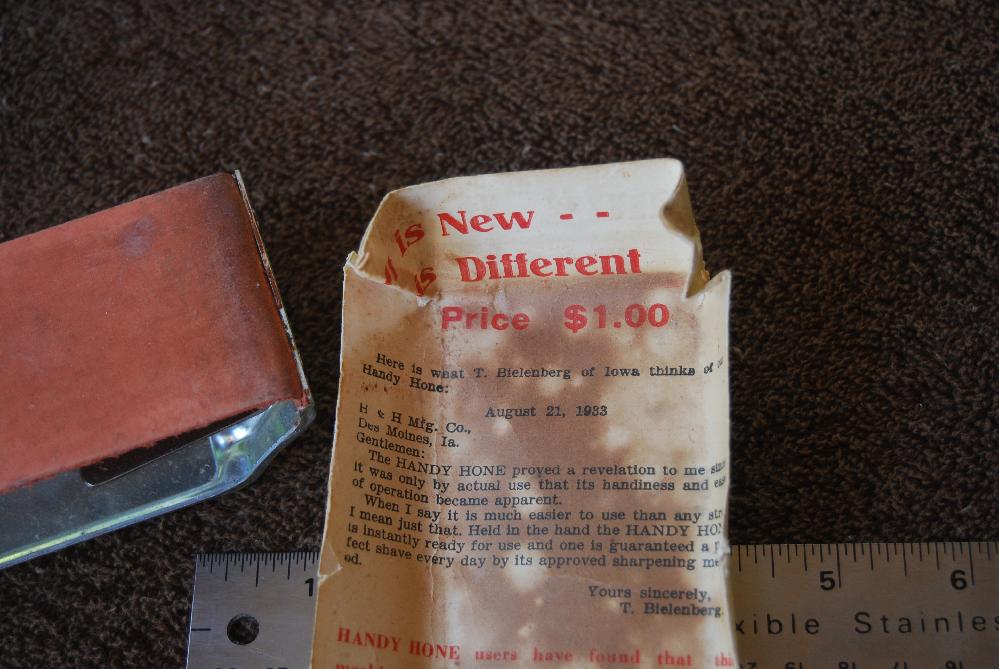 is New - -
is Different
Price $1.00
Here is what T. Bielenberg of Iowa thinks of
Handy Hone:
August 21, 1933
H & H Mfg. Co.,
Des Moines, Ia.
Gentlemen:
The HANDY HONE proved a revelation to me
it was only by actual use that its handiness and
of operation became apparent.
When I say it is much easier to use than any
I mean just that. Held in the hand the HANDY
is instantly ready for use and one is guaranteed a
fect shave every day by its approved sharpening
od.
Yours sincerely,
T. Bielenberg.
HANDY HONE users have found that
1 5 6
xible Stainles